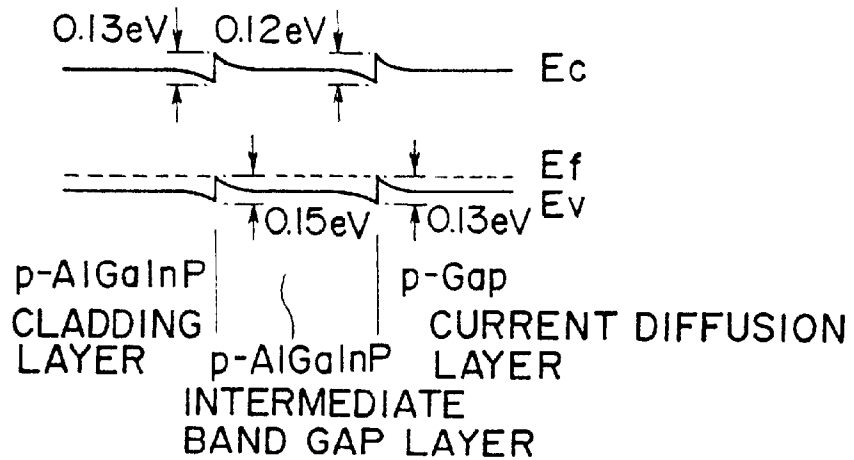 0.13eV 0.12eV
Ec
Ef
Ev
0.15eV 0.13eV
p-AlGaInP
CLADDING
LAYER
p-AlGaInP
INTERMEDIATE
BAND GAP LAYER
p-Gap
CURRENT DIFFUSION
LAYER